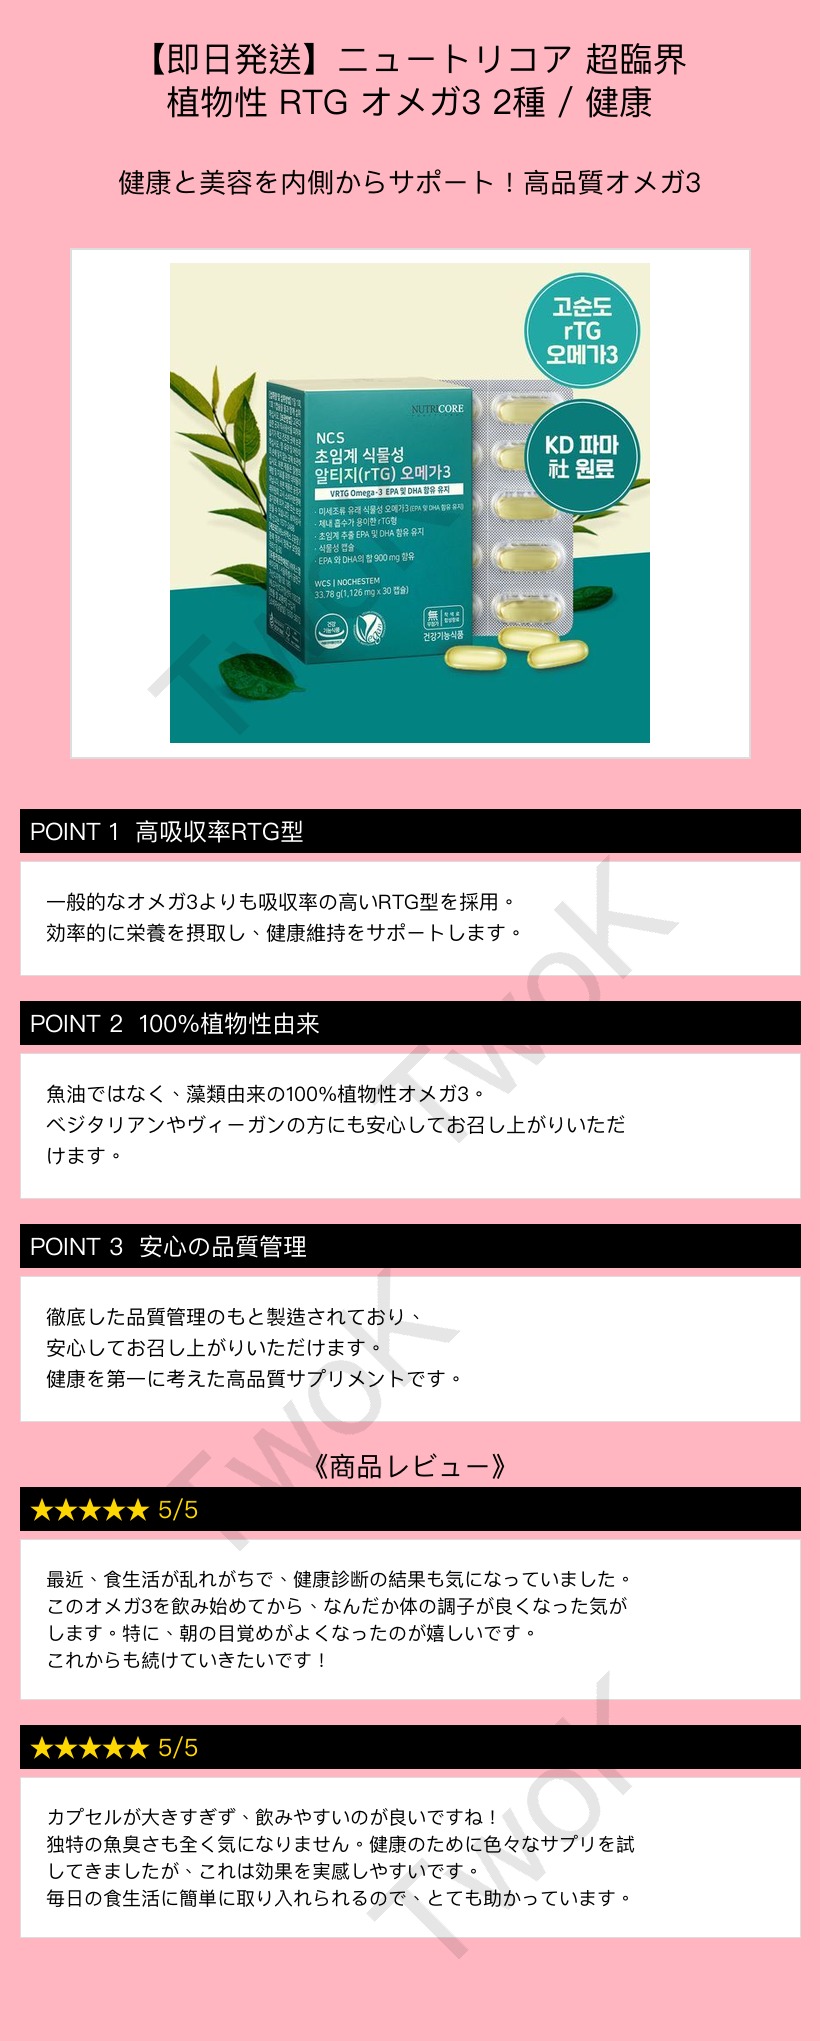 【即日発送】ニュートリコア 超臨界
植物性 RTG オメガ3 2種 / 健康
健康と美容を内側からサポート！高品質オメガ3
고순도
rTG
오메가3
KD 파마
社 원료
NUTRICORE
NCS
초임계 식물성
알티지(rTG) 오메가3
VRTG Omega-3 EPA 및 DHA 함유 유지
· 미세조류 유래 식물성 오메가3 (EPA 및 DHA 함유 유지)
· 체내 흡수가 용이한 rTG형
· 초임계 추출 EPA 및 DHA 함유 유지
· 식물성 캡슐
· EPA 와 DHA의 합 900 mg 함유
WCS | NOCHESTEM
33.78 g(1,126 mg x 30 캡슐)
건강
기능식품
Vegan
無
건강기능식품
TwoK
POINT 1 高吸収率RTG型
一般的なオメガ3よりも吸収率の高いRTG型を採用。
効率的に栄養を摂取し、健康維持をサポートします。
TwoK
POINT 2 100%植物性由来
魚油ではなく、藻類由来の100%植物性オメガ3。
ベジタリアンやヴィーガンの方にも安心してお召し上がりいただ
けます。
POINT 3 安心の品質管理
徹底した品質管理のもと製造されており、
安心してお召し上がりいただけます。
健康を第一に考えた高品質サプリメントです。
TwoK
《商品レビュー》
★★★★★ 5/5
最近、食生活が乱れがちで、健康診断の結果も気になっていました。
このオメガ3を飲み始めてから、なんだか体の調子が良くなった気が
します。特に、朝の目覚めがよくなったのが嬉しいです。
これからも続けていきたいです！
★★★★★ 5/5
カプセルが大きすぎず、飲みやすいのが良いですね！
独特の魚臭さも全く気になりません。健康のために色々なサプリを試
してきましたが、これは効果を実感しやすいです。
毎日の食生活に簡単に取り入れられるので、とても助かっています。
TwoK